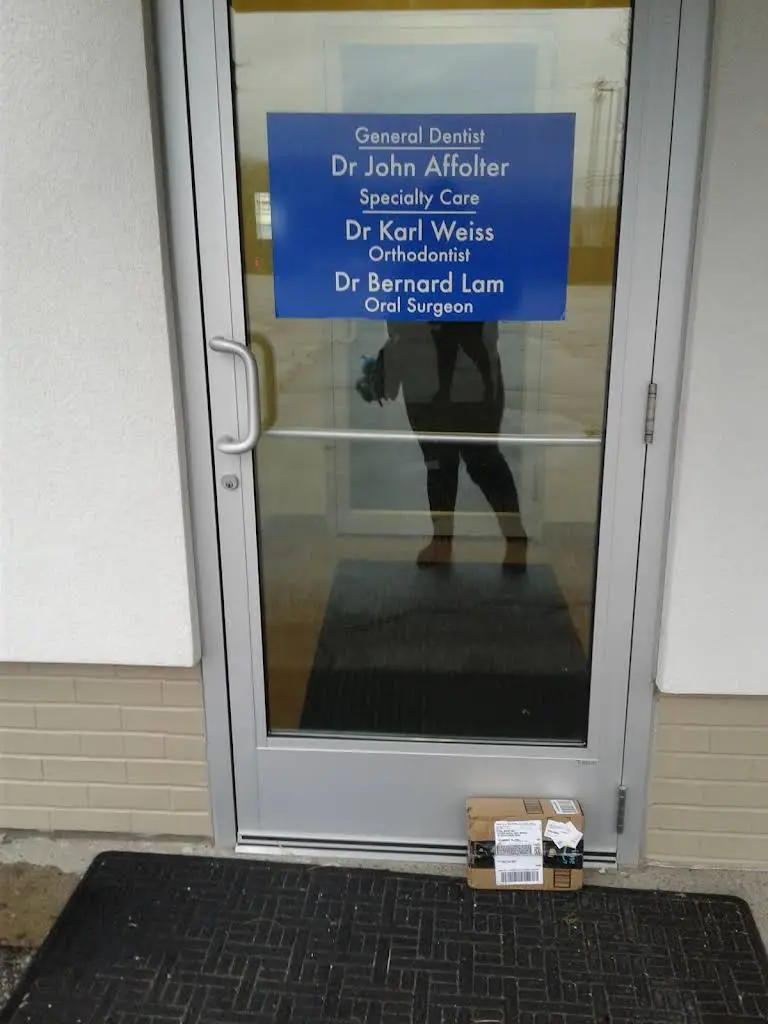 General Dentist
Dr John Affolter
Specialty Care
Dr Karl Weiss
Orthodontist
Dr Bernard Lam
Oral Surgeon